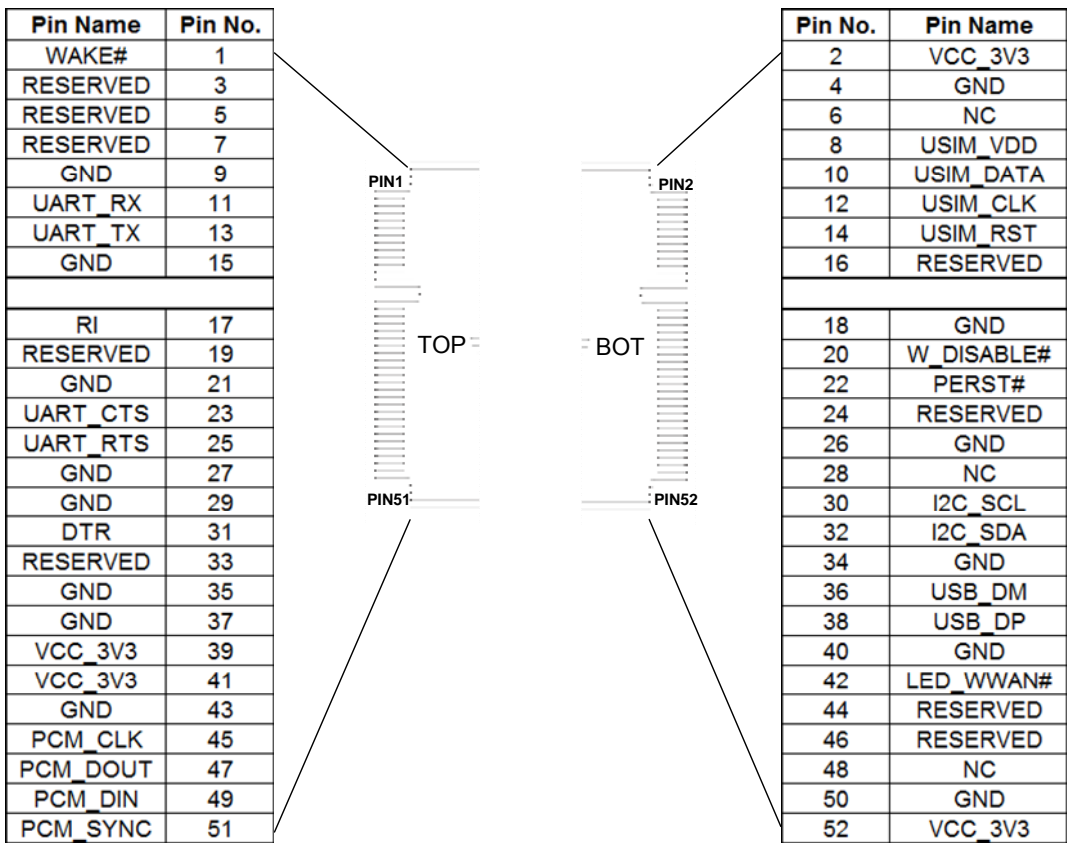 Pin Name Pin No.
WAKE# 1
RESERVED 3
RESERVED 5
RESERVED 7
GND 9
UART_RX 11
UART_TX 13
GND 15
RI 17
RESERVED 19
GND 21
UART_CTS 23
UART_RTS 25
GND 27
GND 29
DTR 31
RESERVED 33
GND 35
GND 37
VCC_3V3 39
VCC_3V3 41
GND 43
PCM_CLK 45
PCM_DOUT 47
PCM_DIN 49
PCM_SYNC 51
PIN1
TOP
PIN51
PIN2
BOT
PIN52
Pin No. Pin Name
2 VCC_3V3
4 GND
6 NC
8 USIM_VDD
10 USIM_DATA
12 USIM_CLK
14 USIM_RST
16 RESERVED
18 GND
20 W_DISABLE#
22 PERST#
24 RESERVED
26 GND
28 NC
30 I2C_SCL
32 I2C_SDA
34 GND
36 USB_DM
38 USB_DP
40 GND
42 LED_WWAN#
44 RESERVED
46 RESERVED
48 NC
50 GND
52 VCC_3V3